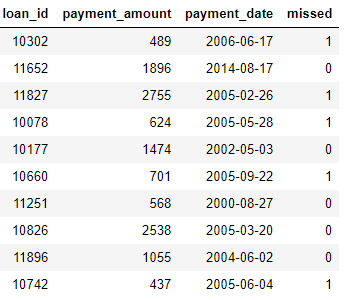 loan_id payment_amount payment_date missed
10302 489 2006-06-17 1
11652 1896 2014-08-17 0
11827 2755 2005-02-26 1
10078 624 2005-05-28 1
10177 1474 2002-05-03 0
10660 701 2005-09-22 1
11251 568 2000-08-27 0
10826 2538 2005-03-20 0
11896 1055 2004-06-02 0
10742 437 2005-06-04 1